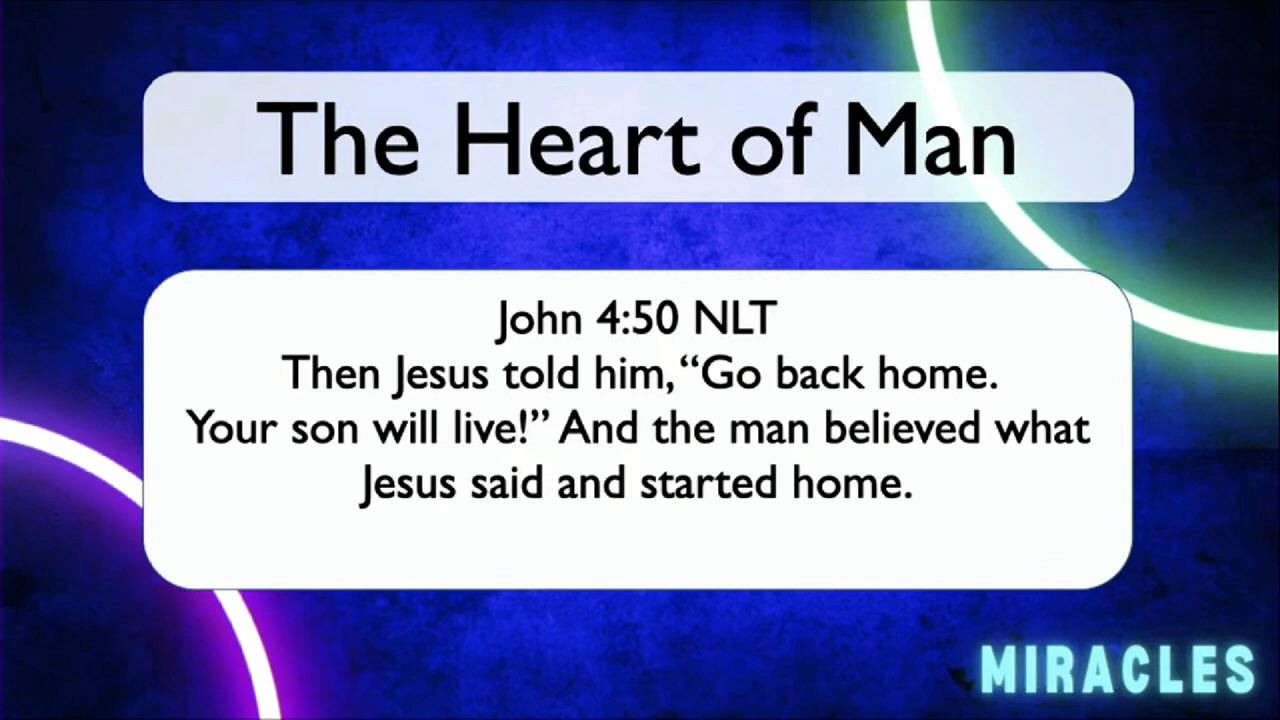 The Heart of Man
John 4:50 NLT
Then Jesus told him, “Go back home.
Your son will live!” And the man believed what
Jesus said and started home.
MIRACLES